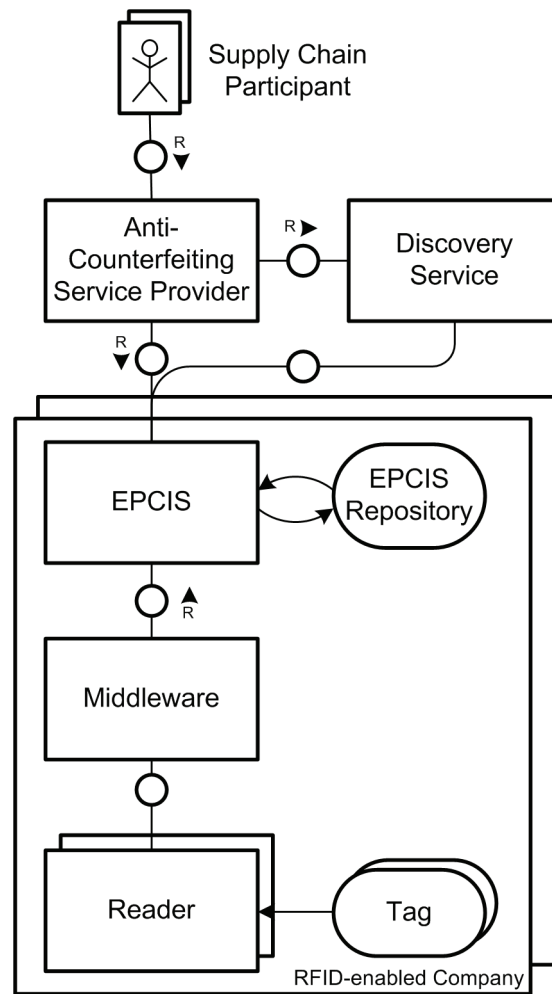 Supply Chain
Participant
R
Anti-
Counterfeiting
Service Provider
R
Discovery
Service
R
EPCIS
EPCIS
Repository
R
Middleware
Reader
Tag
RFID-enabled Company